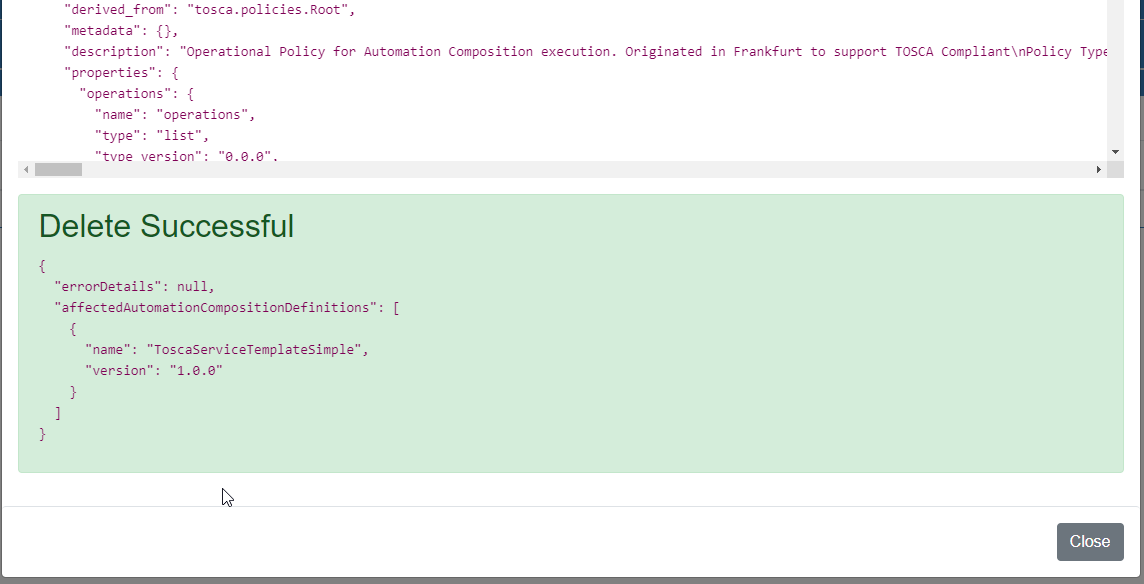 "derived_from": "tosca.policies.Root",
"metadata": {},
"description": "Operational Policy for Automation Composition execution. Originated in Frankfurt to support TOSCA Compliant\nPolicy Type
"properties": {
"operations": {
"name": "operations",
"type": "list",
"type_version": "0.0.0",
Delete Successful
{
"errorDetails": null,
"affectedAutomationCompositionDefinitions": [
{
"name": "ToscaServiceTemplateSimple",
"version": "1.0.0"
}
]
}
Close